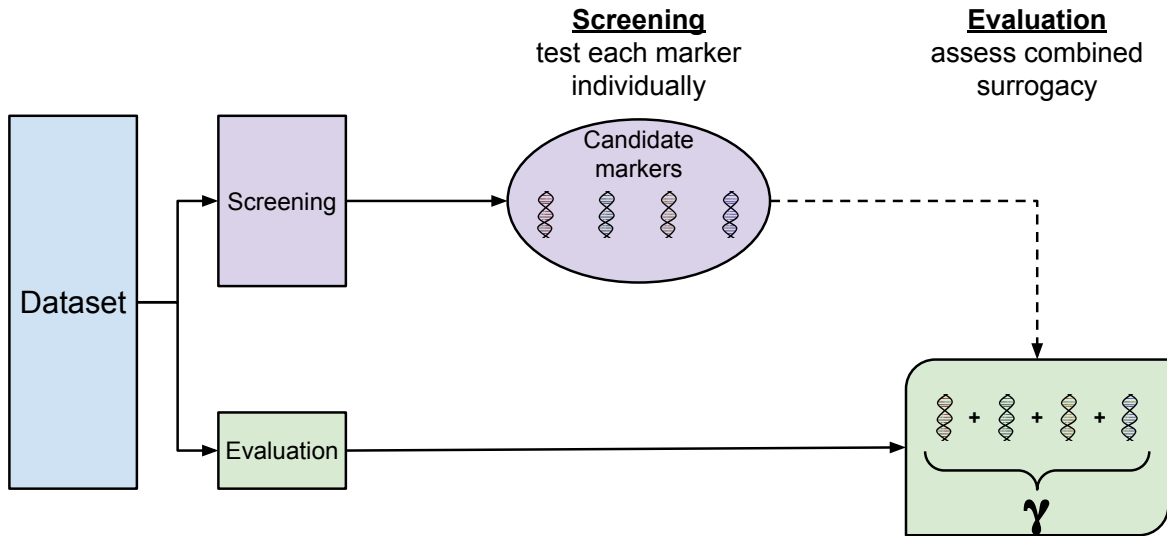 Screening
test each marker
individually
Evaluation
assess combined
surrogacy
Candidate
markers
Screening
Dataset
Evaluation
+ + +
γ